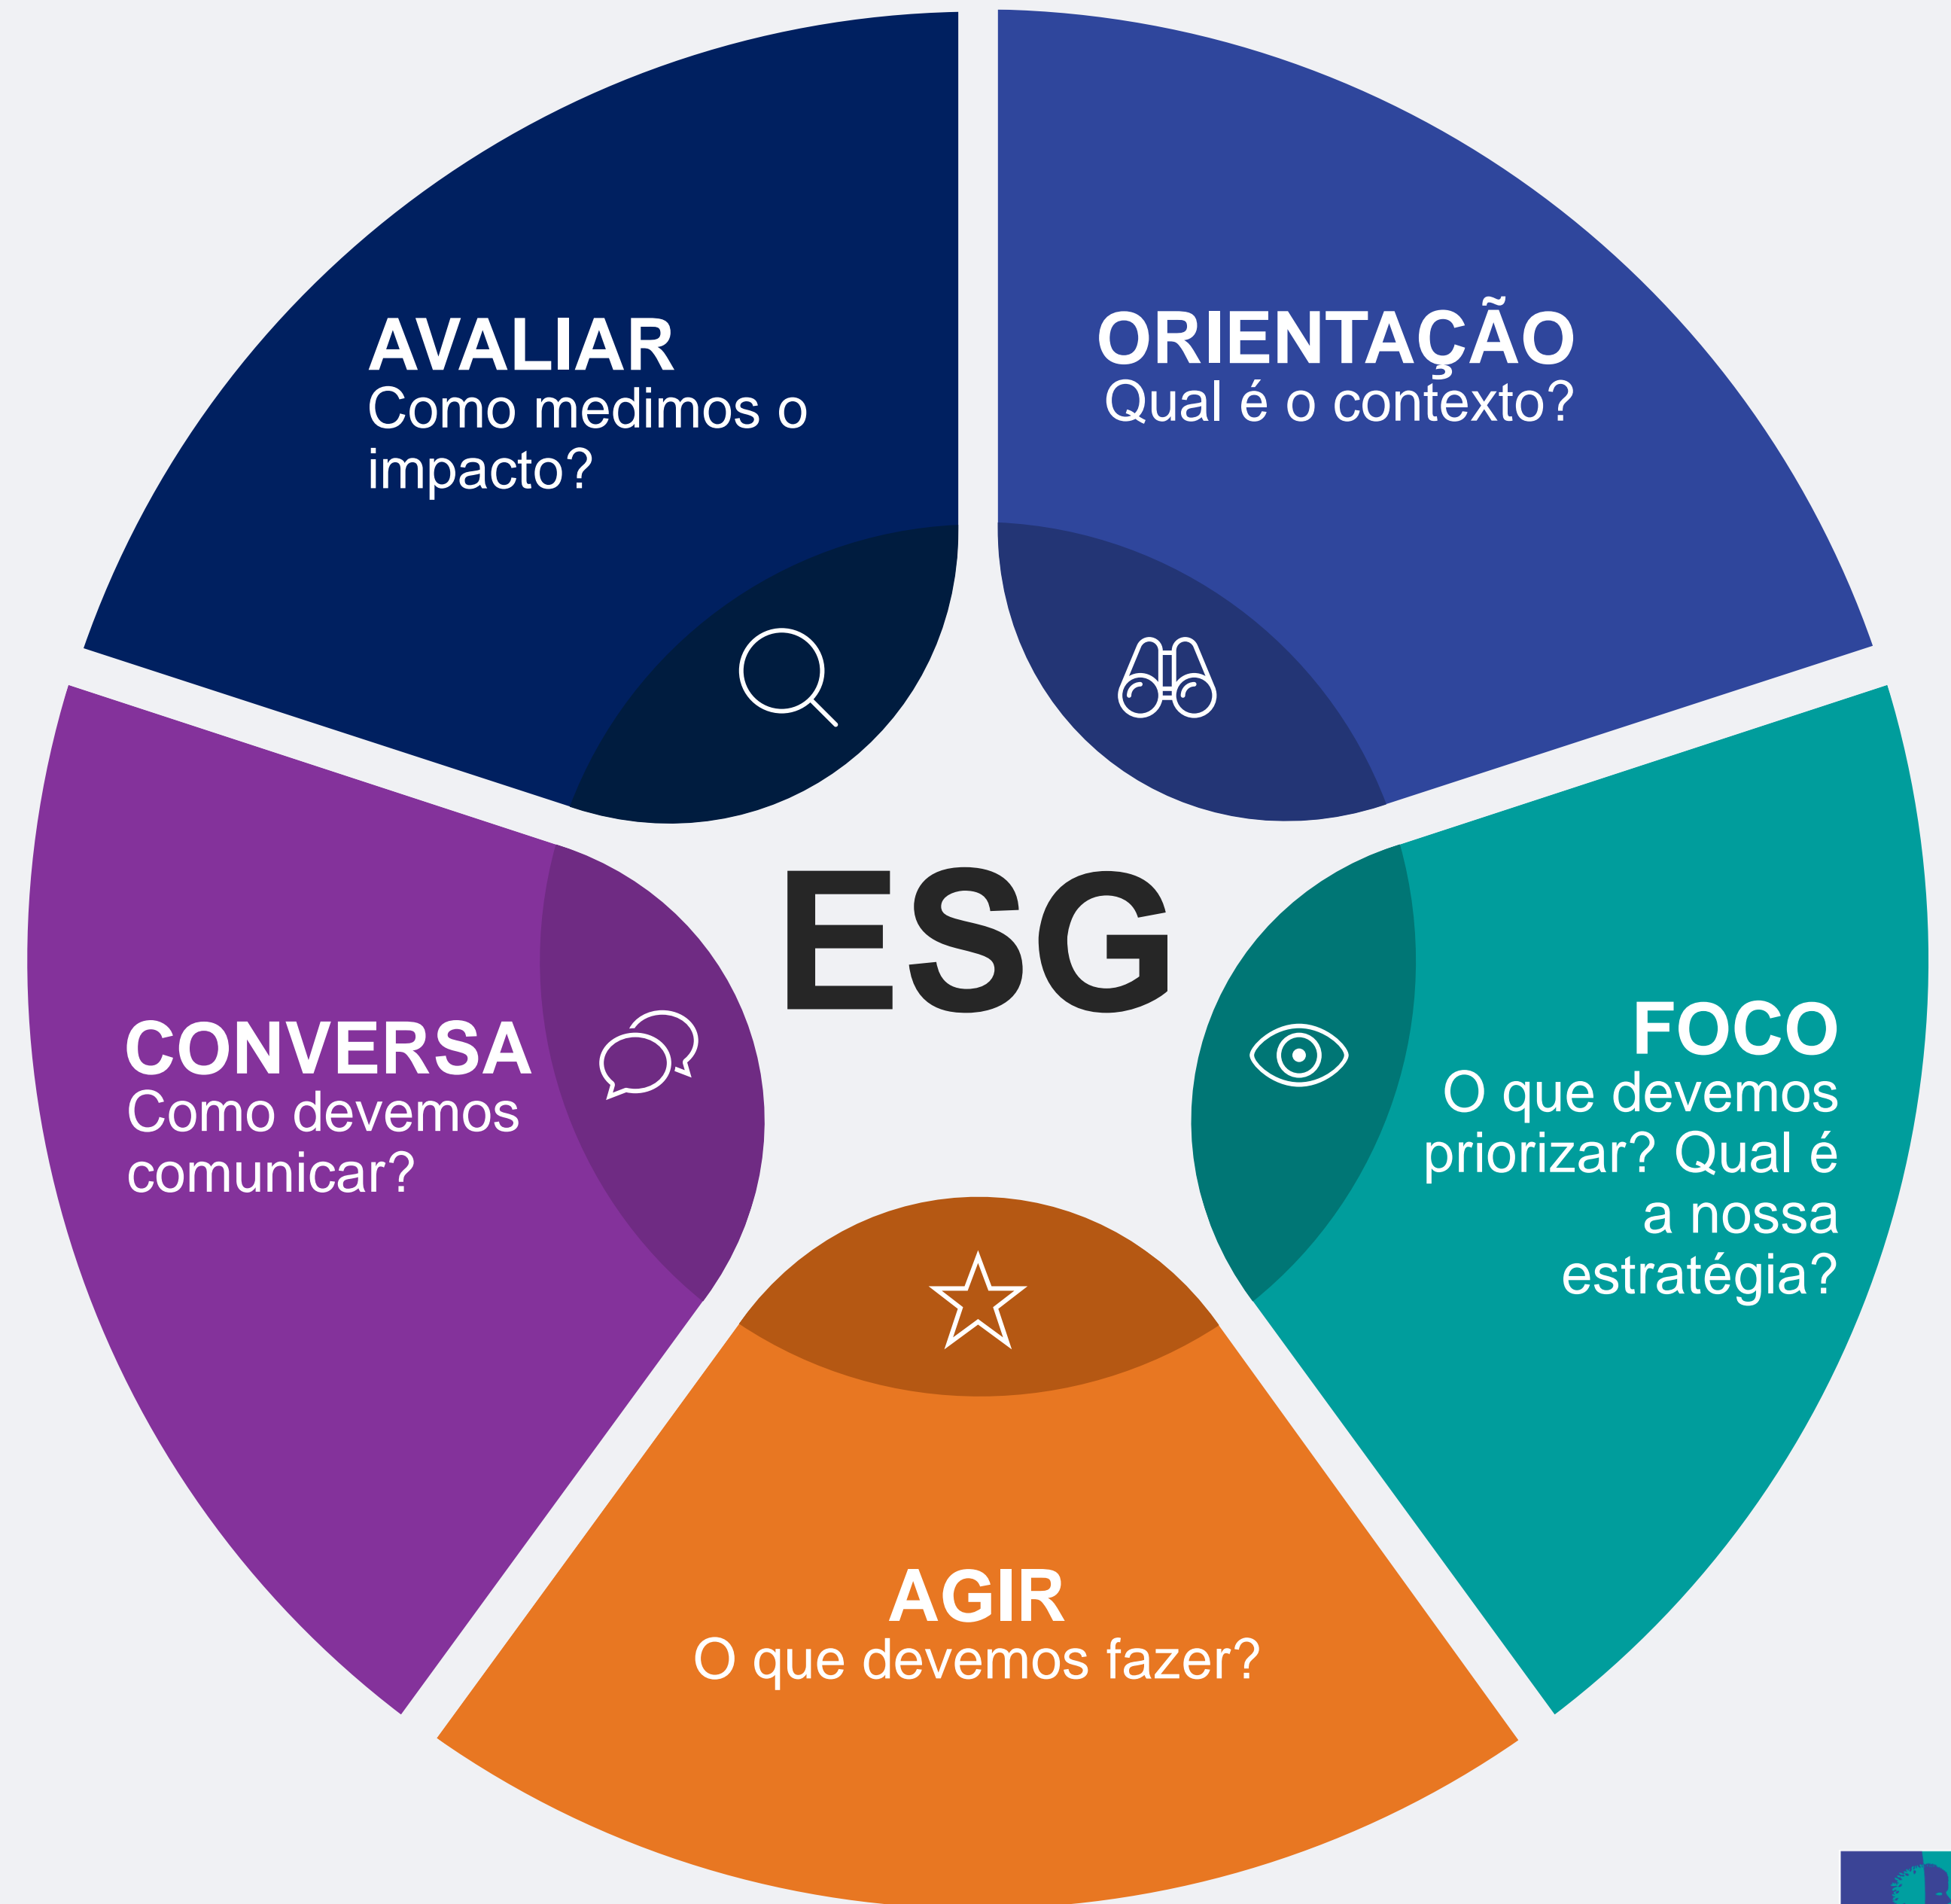 AVALIAR
Como medimos o
impacto?
ORIENTAÇÃO
Qual é o contexto?
ESG
CONVERSA
Como devemos
comunicar?
FOCO
O que devemos
priorizar? Qual é
a nossa
estratégia?
AGIR
O que devemos fazer?